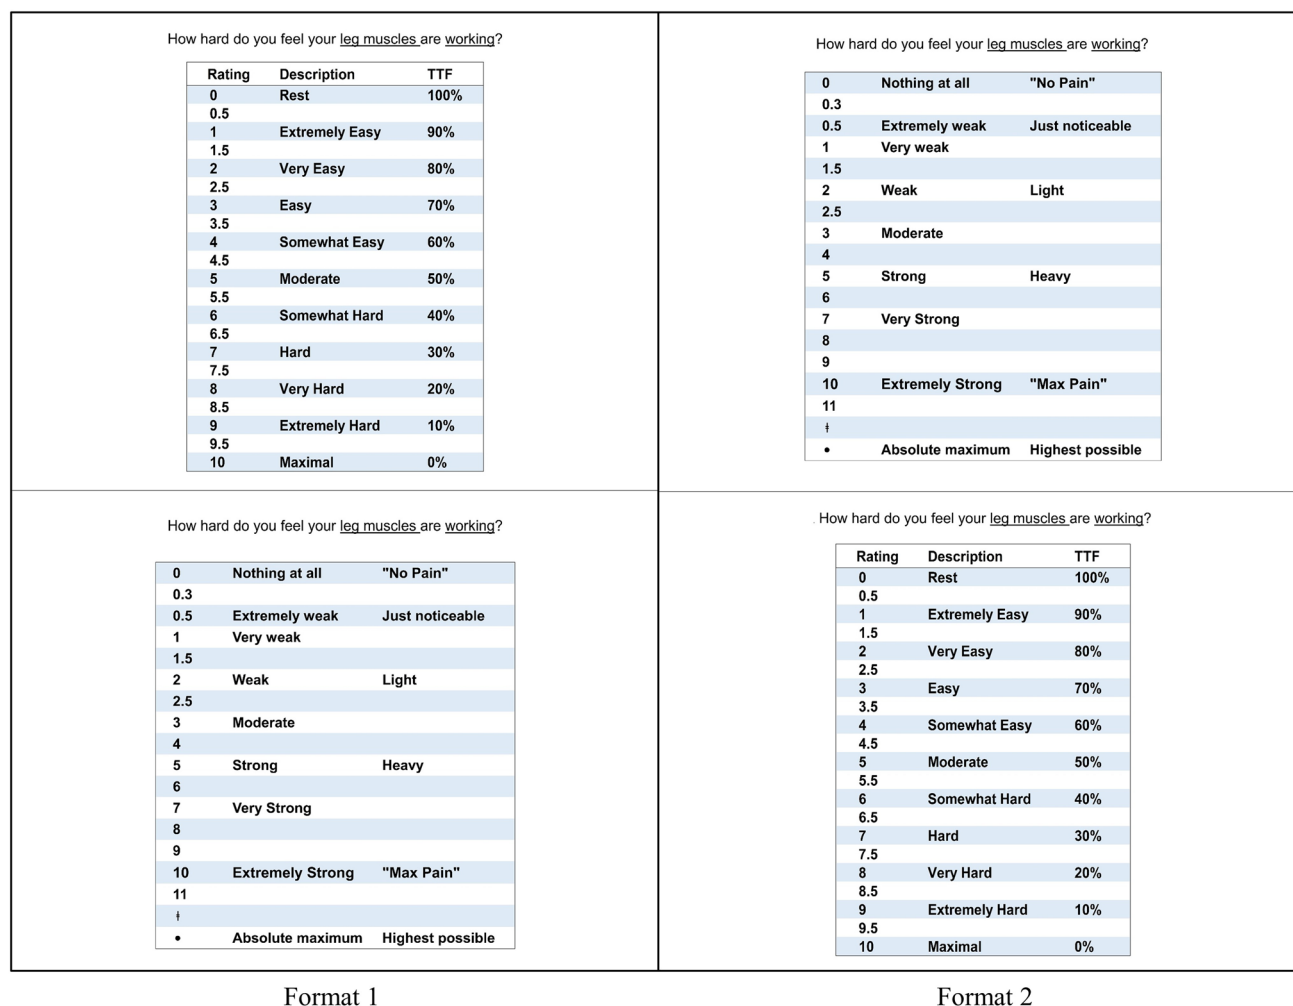 How hard do you feel your leg muscles are working?
Rating Description TTF
0 Rest 100%
0.5
1 Extremely Easy 90%
1.5
2 Very Easy 80%
2.5
3 Easy 70%
3.5
4 Somewhat Easy 60%
4.5
5 Moderate 50%
5.5
6 Somewhat Hard 40%
6.5
7 Hard 30%
7.5
8 Very Hard 20%
8.5
9 Extremely Hard 10%
9.5
10 Maximal 0%
How hard do you feel your leg muscles are working?
0 Nothing at all "No Pain"
0.3
0.5 Extremely weak Just noticeable
1 Very weak
1.5
2 Weak Light
2.5
3 Moderate
4
5 Strong Heavy
6
7 Very Strong
8
9
10 Extremely Strong "Max Pain"
11
ǂ
• Absolute maximum Highest possible
Format 1
How hard do you feel your leg muscles are working?
0 Nothing at all "No Pain"
0.3
0.5 Extremely weak Just noticeable
1 Very weak
1.5
2 Weak Light
2.5
3 Moderate
4
5 Strong Heavy
6
7 Very Strong
8
9
10 Extremely Strong "Max Pain"
11
ǂ
• Absolute maximum Highest possible
. How hard do you feel your leg muscles are working?
Rating Description TTF
0 Rest 100%
0.5
1 Extremely Easy 90%
1.5
2 Very Easy 80%
2.5
3 Easy 70%
3.5
4 Somewhat Easy 60%
4.5
5 Moderate 50%
5.5
6 Somewhat Hard 40%
6.5
7 Hard 30%
7.5
8 Very Hard 20%
8.5
9 Extremely Hard 10%
9.5
10 Maximal 0%
Format 2